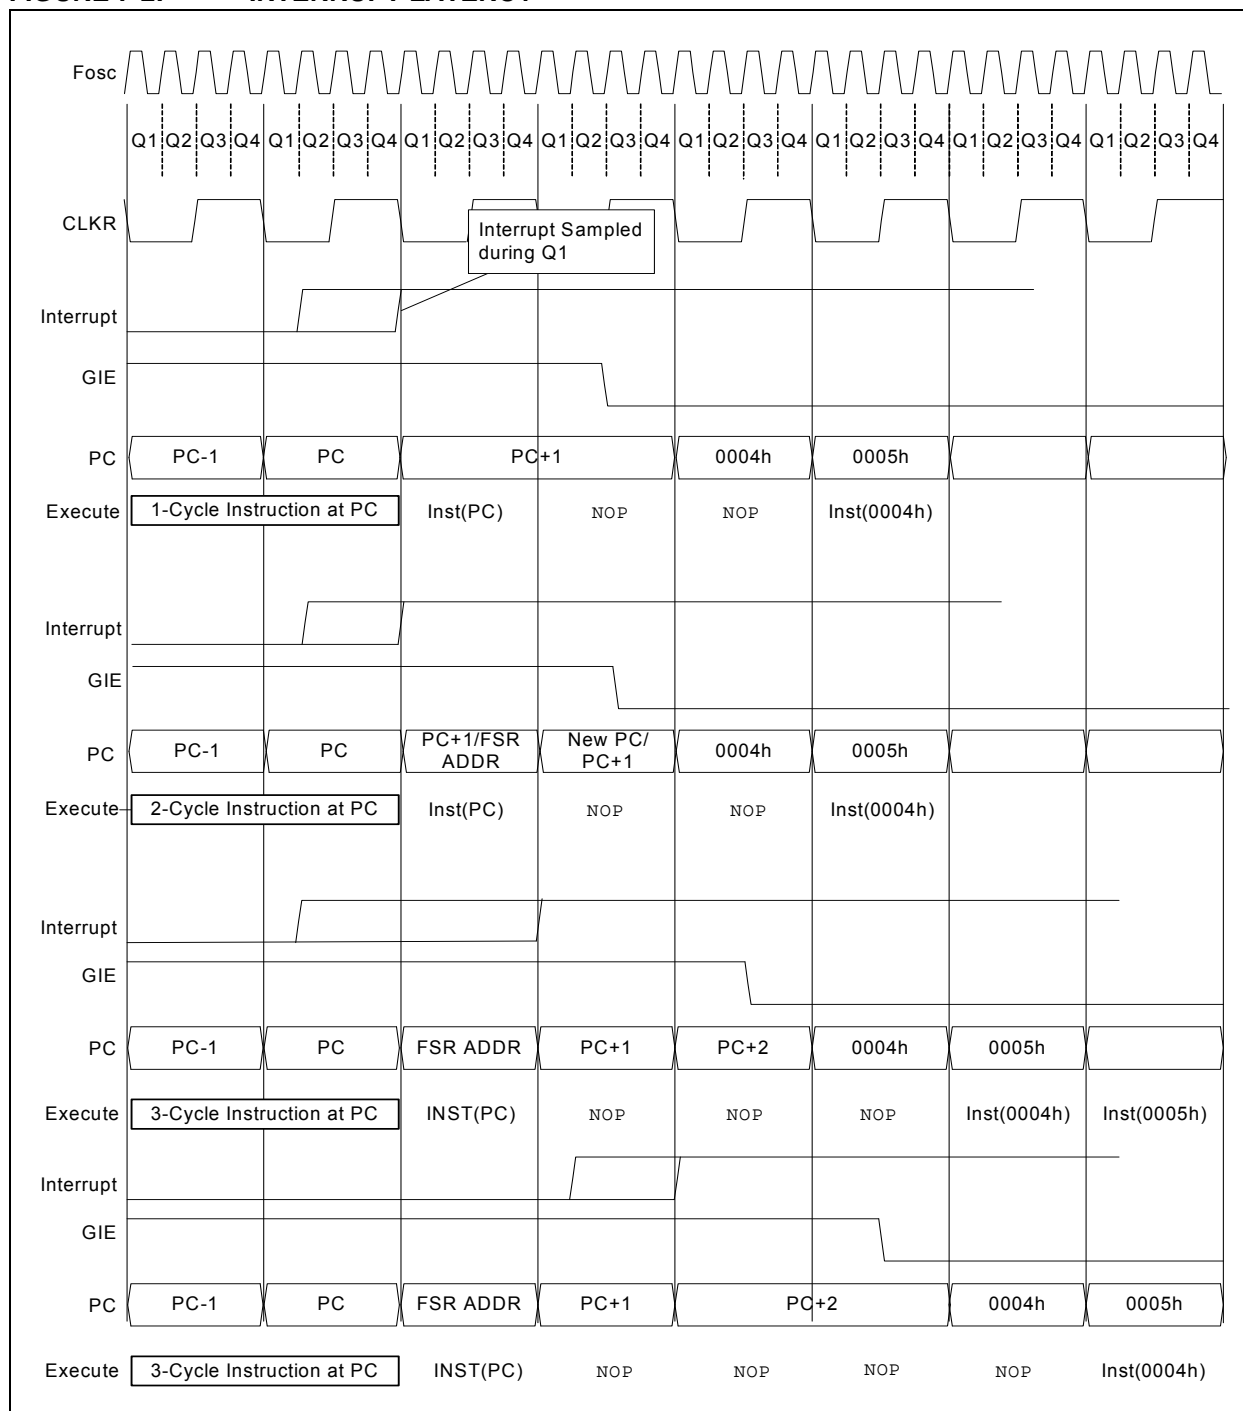 Fosc
Q1 Q2 Q3 Q4 Q1 Q2 Q3 Q4 Q1 Q2 Q3 Q4 Q1 Q2 Q3 Q4 Q1 Q2 Q3 Q4 Q1 Q2 Q3 Q4 Q1 Q2 Q3 Q4 Q1 Q2 Q3 Q4
CLKR
Interrupt Sampled
during Q1
Interrupt
GIE
PC PC-1 PC PC+1 0004h 0005h
Execute 1-Cycle Instruction at PC Inst(PC) NOP NOP Inst(0004h)
Interrupt
GIE
PC PC-1 PC PC+1/FSR ADDR New PC/ PC+1 0004h 0005h
Execute 2-Cycle Instruction at PC Inst(PC) NOP NOP Inst(0004h)
Interrupt
GIE
PC PC-1 PC FSR ADDR PC+1 PC+2 0004h 0005h
Execute 3-Cycle Instruction at PC INST(PC) NOP NOP NOP Inst(0004h) Inst(0005h)
Interrupt
GIE
PC PC-1 PC FSR ADDR PC+1 PC+2 0004h 0005h
Execute 3-Cycle Instruction at PC INST(PC) NOP NOP NOP NOP Inst(0004h)